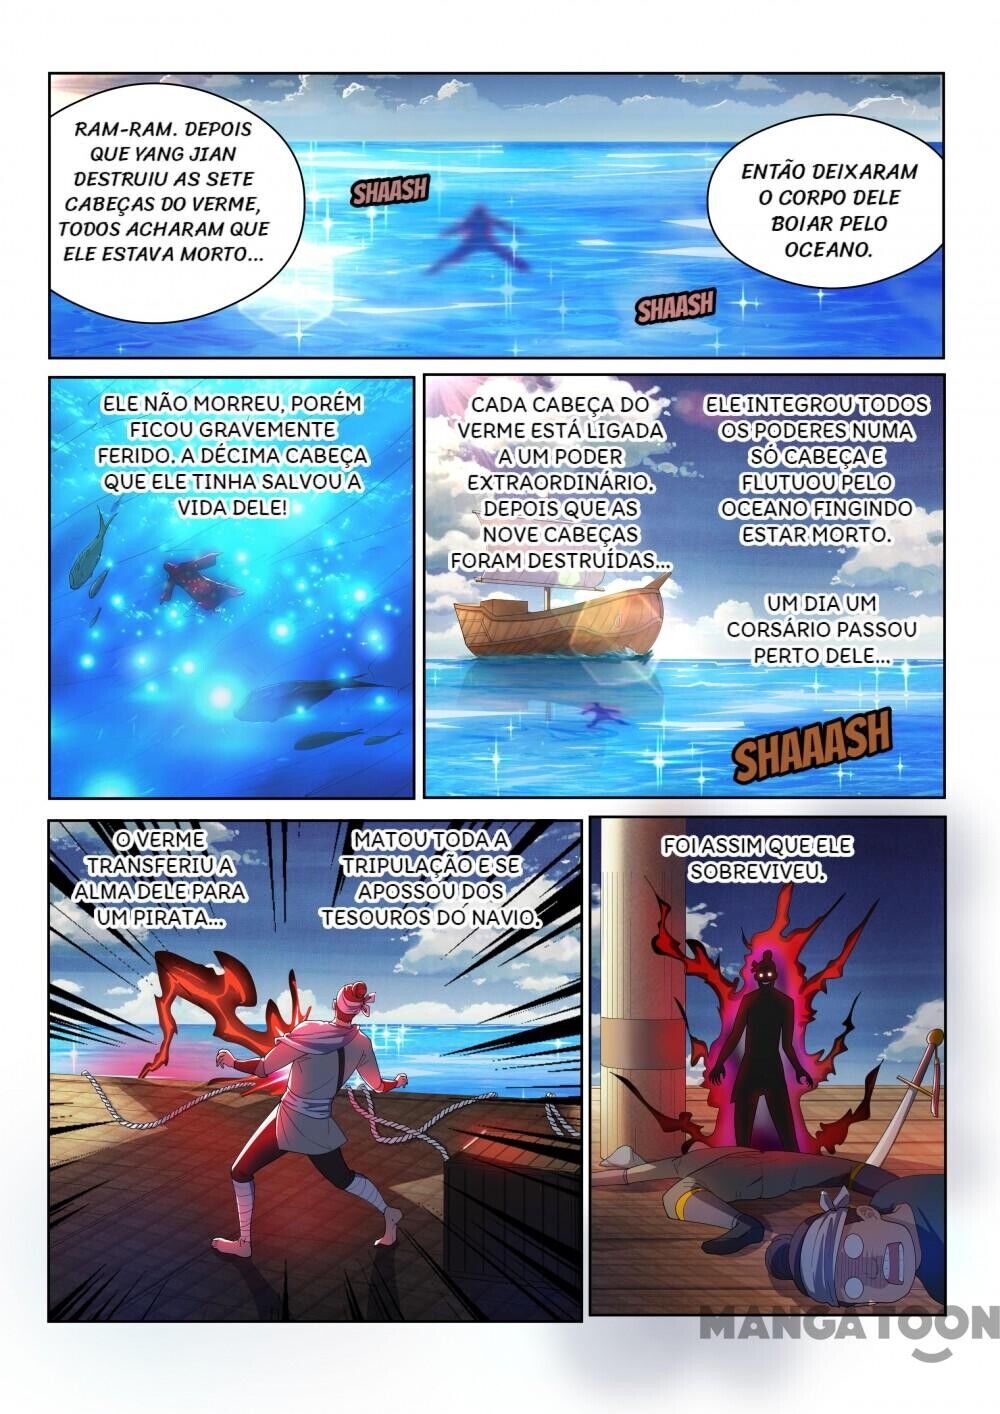 RAM-RAM. DEPOIS
QUE YANG JIAN
DESTRUIU AS SETE
CABEÇAS DO VERME,
TODOS ACHARAM QUE
ELE ESTAVA MORTO...
SHAASH
ENTÃO DEIXARAM
O CORPO DELE
BOIAR PELO
OCEANO.
SHAASH
ELE NÃO MORREU, PORÉM
FICOU GRAVEMENTE
FERIDO. A DÉCIMA CABEÇA
QUE ELE TINHA SALVOU A
VIDA DELE!
CADA CABEÇA DO
VERME ESTÁ LIGADA
A UM PODER
EXTRAORDINÁRIO.
DEPOIS QUE AS
NOVE CABEÇAS
FORAM DESTRUÍDAS...
ELE INTEGROU TODOS
OS PODERES NUMA
SÓ CABEÇA E
FLUTUOU PELO
OCEANO FINGINDO
ESTAR MORTO.
UM DIA UM
CORSÁRIO PASSOU
PERTO DELE...
SHAAASH
O VERME
TRANSFERIU A
ALMA DELE PARA
UM PIRATA...
MATOU TODA A
TRIPULAÇÃO E SE
APOSSOU DOS
TESOUROS DO NAVIO.
FOI ASSIM QUE ELE
SOBREVIVEU.
MANGATOON